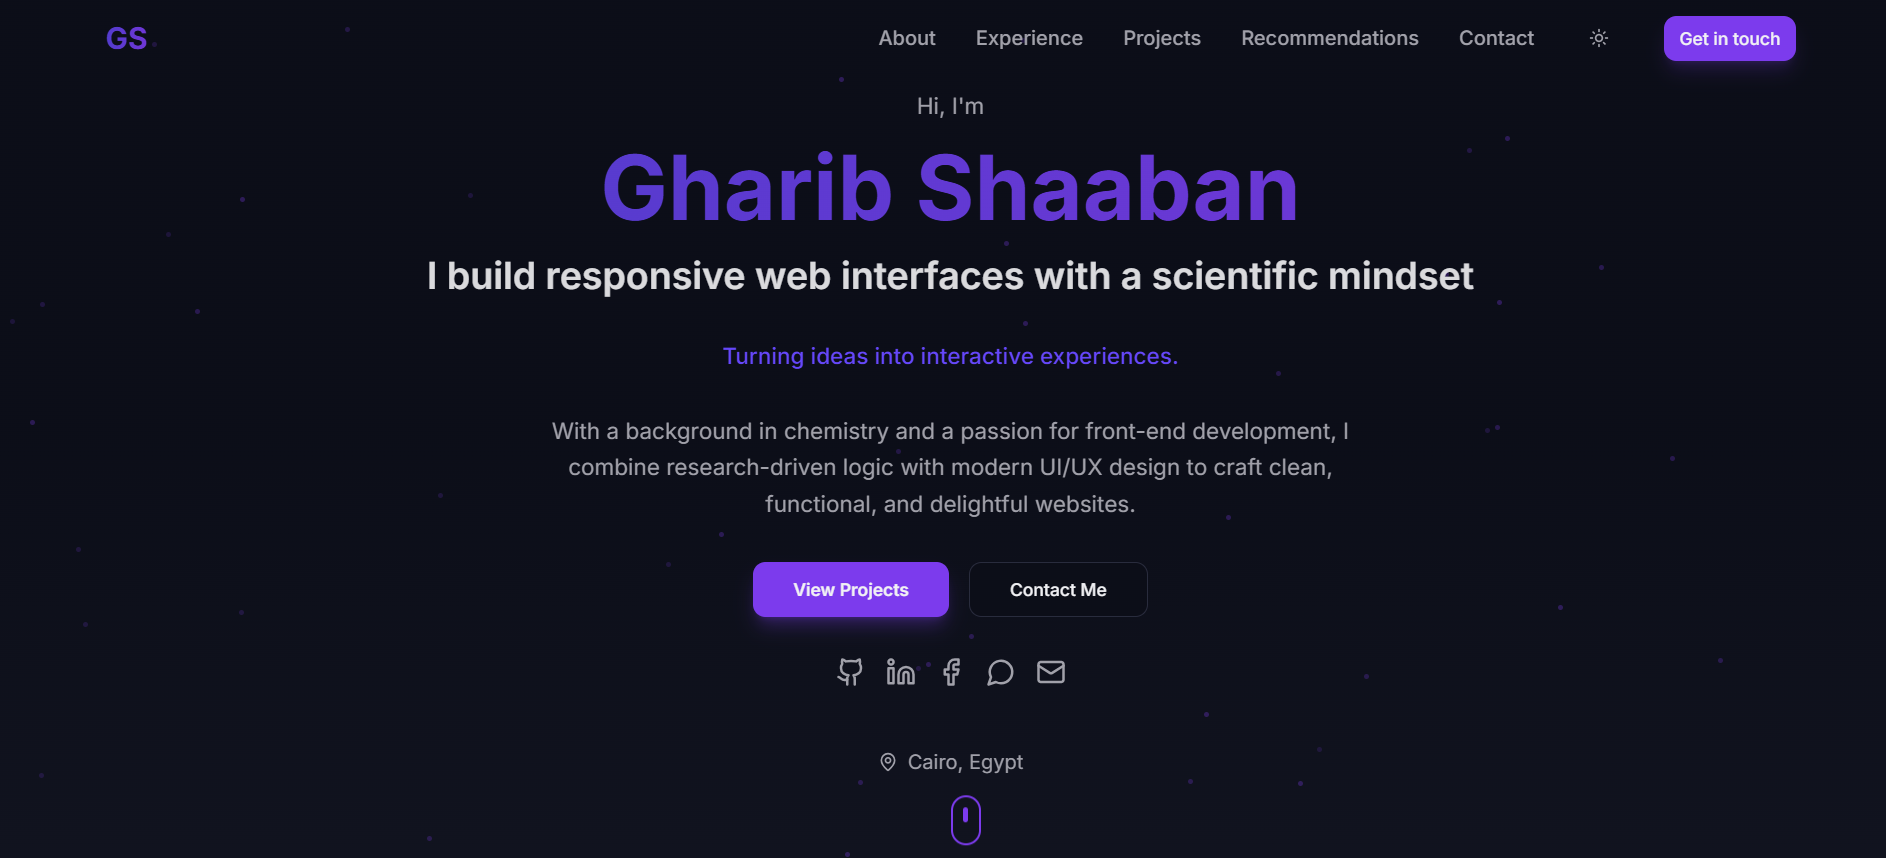 GS
About
Experience
Projects
Recommendations
Contact
Get in touch
Hi, I'm
Gharib Shaaban
I build responsive web interfaces with a scientific mindset
Turning ideas into interactive experiences.
With a background in chemistry and a passion for front-end development, I
combine research-driven logic with modern UI/UX design to craft clean,
functional, and delightful websites.
View Projects
Contact Me
Cairo, Egypt